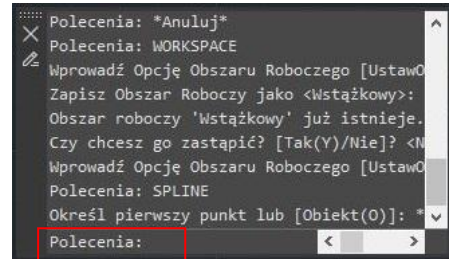 Polecenia: *Anuluj*
Polecenia: WORKSPACE
Wprowadź Opcję Obszaru Roboczego [UstawO
Zapisz Obszar Roboczy jako <Wstążkowy>:
Obszar roboczy 'Wstążkowy' już istnieje.
Czy chcesz go zastąpić? [Tak(Y)/Nie]? <N
Wprowadź Opcję Obszaru Roboczego [UstawO
Polecenia: SPLINE
Określ pierwszy punkt lub [Obiekt(O)]: *
Polecenia: